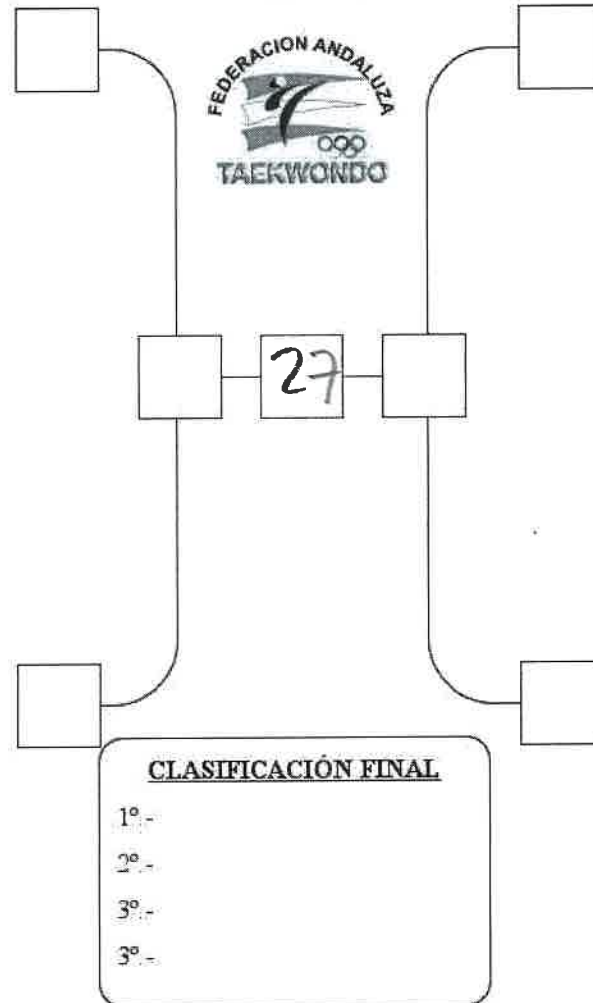 FEDERACION ANDALUZA
TAEKWONDO
27
CLASIFICACIÓN FINAL
1º.-
2º.-
3º.-
3º.-